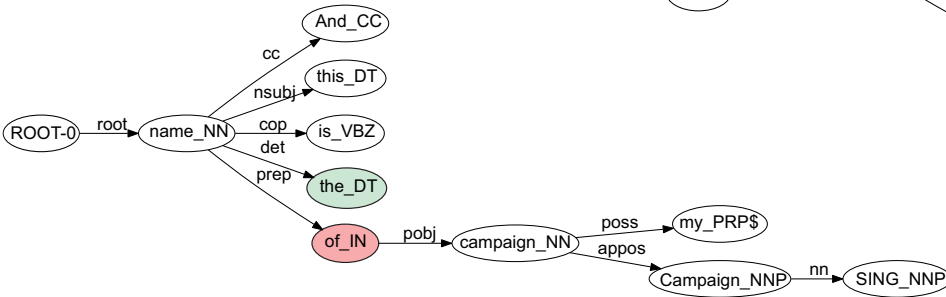 And_CC
cc
this_DT
nsubj
ROOT-0 root name_NN cop is_VBZ
det
prep the_DT
of_IN pobj campaign_NN poss my_PRP$
appos
Campaign_NNP nn SING_NNP